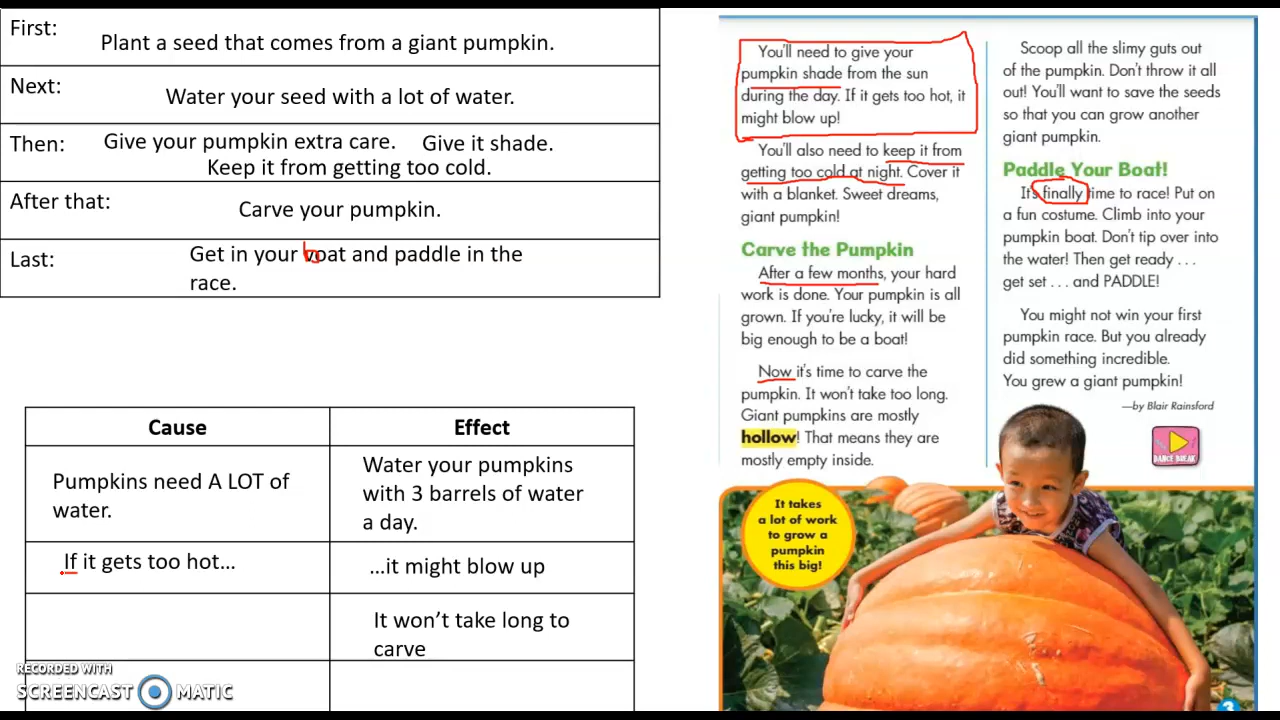 First:
Plant a seed that comes from a giant pumpkin.
Next:
Water your seed with a lot of water.
Then:
Give your pumpkin extra care. Give it shade.
Keep it from getting too cold.
After that:
Carve your pumpkin.
Last:
Get in your boat and paddle in the
race.
Cause
Effect
Pumpkins need A LOT of
water.
Water your pumpkins
with 3 barrels of water
a day.
If it gets too hot…
…it might blow up
It won’t take long to
carve
RECORDED WITH
SCREENCAST MATIC
You'll need to give your
pumpkin shade from the sun
during the day. If it gets too hot, it
might blow up!
You'll also need to keep it from
getting too cold at night. Cover it
with a blanket. Sweet dreams,
giant pumpkin!
Carve the Pumpkin
After a few months, your hard
work is done. Your pumpkin is all
grown. If you're lucky, it will be
big enough to be a boat!
Now it's time to carve the
pumpkin. It won't take too long.
Giant pumpkins are mostly
hollow! That means they are
mostly empty inside.
Scoop all the slimy guts out
of the pumpkin. Don't throw it all
out! You'll want to save the seeds
so that you can grow another
giant pumpkin.
Paddle Your Boat!
It's finally time to race! Put on
a fun costume. Climb into your
pumpkin boat. Don't tip over into
the water! Then get ready . . .
get set . . . and PADDLE!
You might not win your first
pumpkin race. But you already
did something incredible.
You grew a giant pumpkin!
—by Blair Rainsford
DANCE BREAK
It takes
a lot of work
to grow a
pumpkin
this big!
3